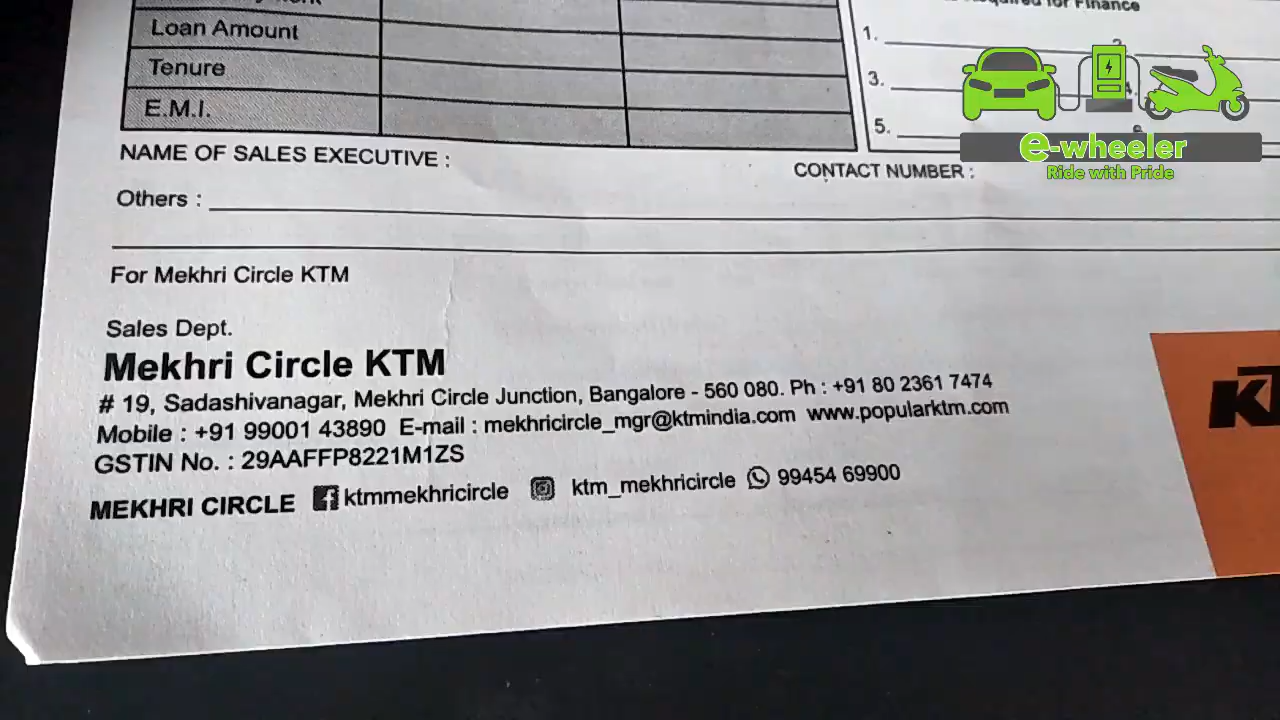 for Finance
Loan Amount
Tenure
E.M.I.
1.
3.
5.
NAME OF SALES EXECUTIVE :
CONTACT NUMBER :
Others :
For Mekhri Circle KTM
Sales Dept.
Mekhri Circle KTM
# 19, Sadashivanagar, Mekhri Circle Junction, Bangalore - 560 080. Ph : +91 80 2361 7474
Mobile : +91 99001 43890 E-mail : mekhricircle_mgr@ktmindia.com www.popularktm.com
GSTIN No. : 29AAFFP8221M1ZS
MEKHRI CIRCLE ktmmekhricircle ktm_mekhricircle 99454 69900
e-wheeler
Ride with Pride